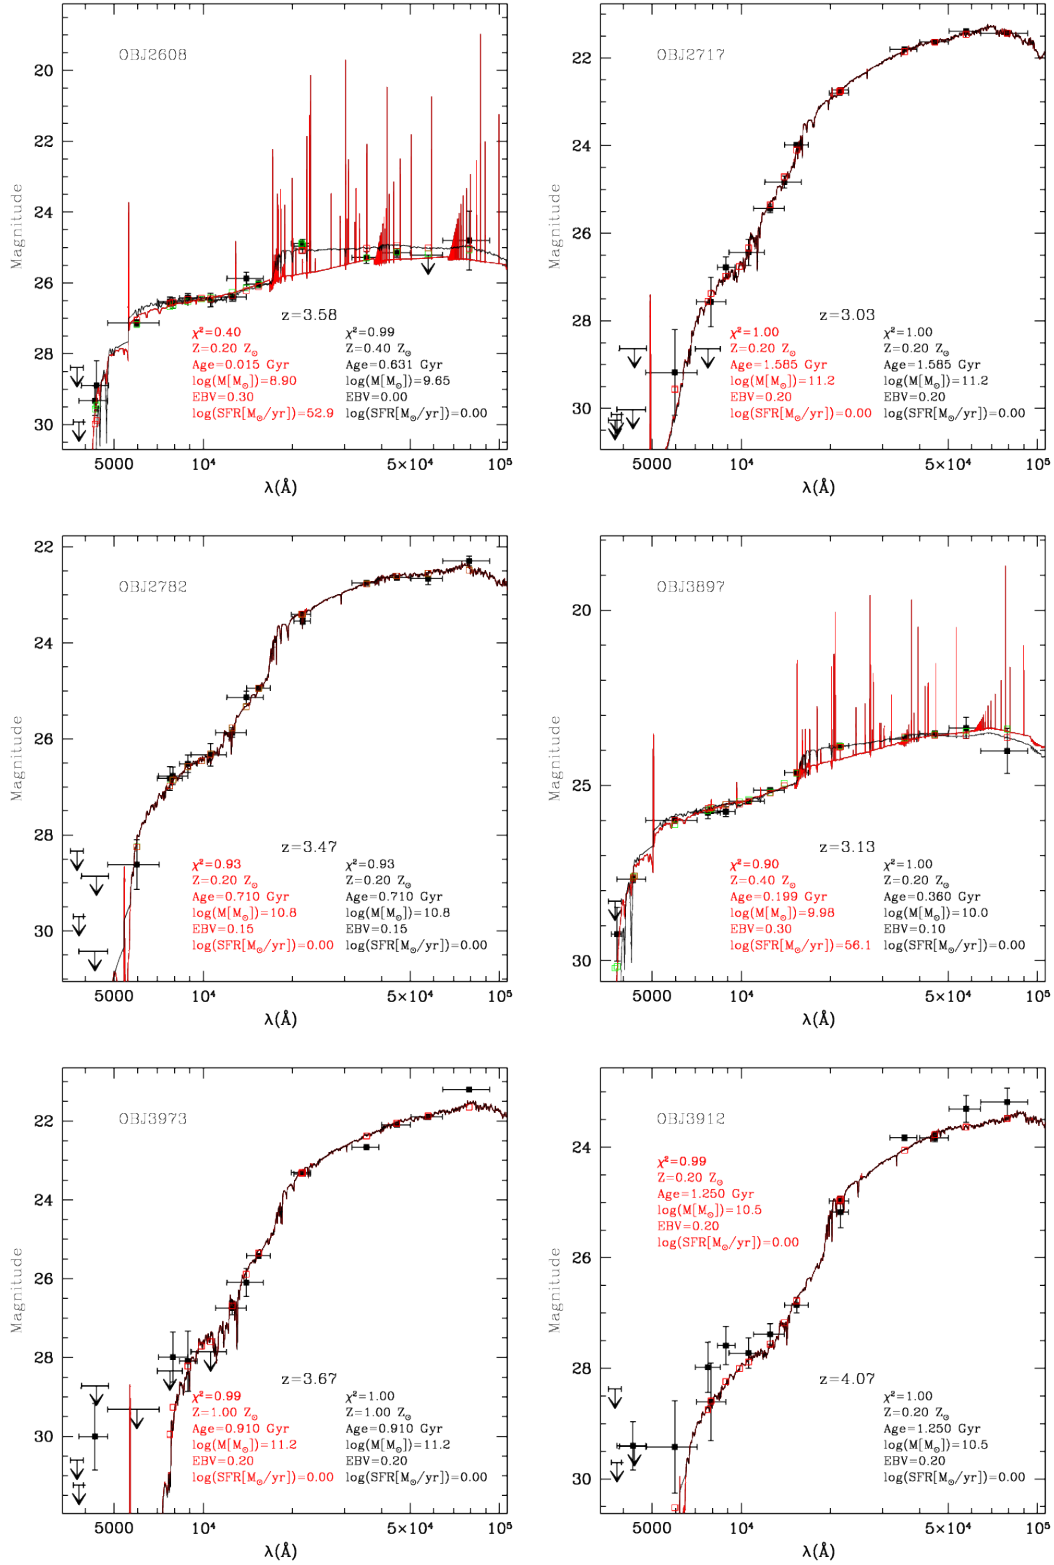 OBJ2608
20
22
24
26
28
30
Magnitude
z=3.58
χ²=0.40
Z=0.20 Z⊙
Age=0.015 Gyr
log(M[M⊙])=8.90
EBV=0.30
log(SFR[M⊙/yr])=52.9
χ²=0.99
Z=0.40 Z⊙
Age=0.631 Gyr
log(M[M⊙])=9.65
EBV=0.00
log(SFR[M⊙/yr])=0.00
5000 10⁴ 5×10⁴ 10⁵
λ(Å)
OBJ2717
22
24
26
28
30
Magnitude
z=3.03
χ²=1.00
Z=0.20 Z⊙
Age=1.585 Gyr
log(M[M⊙])=11.2
EBV=0.20
log(SFR[M⊙/yr])=0.00
χ²=1.00
Z=0.20 Z⊙
Age=1.585 Gyr
log(M[M⊙])=11.2
EBV=0.20
log(SFR[M⊙/yr])=0.00
5000 10⁴ 5×10⁴ 10⁵
λ(Å)
OBJ2782
22
24
26
28
30
Magnitude
z=3.47
χ²=0.93
Z=0.20 Z⊙
Age=0.710 Gyr
log(M[M⊙])=10.8
EBV=0.15
log(SFR[M⊙/yr])=0.00
χ²=0.93
Z=0.20 Z⊙
Age=0.710 Gyr
log(M[M⊙])=10.8
EBV=0.15
log(SFR[M⊙/yr])=0.00
5000 10⁴ 5×10⁴ 10⁵
λ(Å)
OBJ3897
20
25
30
Magnitude
z=3.13
χ²=0.90
Z=0.40 Z⊙
Age=0.199 Gyr
log(M[M⊙])=9.98
EBV=0.30
log(SFR[M⊙/yr])=56.1
χ²=1.00
Z=0.20 Z⊙
Age=0.360 Gyr
log(M[M⊙])=10.0
EBV=0.10
log(SFR[M⊙/yr])=0.00
5000 10⁴ 5×10⁴ 10⁵
λ(Å)
OBJ3973
22
24
26
28
30
Magnitude
z=3.67
χ²=0.99
Z=1.00 Z⊙
Age=0.910 Gyr
log(M[M⊙])=11.2
EBV=0.20
log(SFR[M⊙/yr])=0.00
χ²=1.00
Z=1.00 Z⊙
Age=0.910 Gyr
log(M[M⊙])=11.2
EBV=0.20
log(SFR[M⊙/yr])=0.00
5000 10⁴ 5×10⁴ 10⁵
λ(Å)
OBJ3912
24
26
28
30
Magnitude
χ²=0.99
Z=0.20 Z⊙
Age=1.250 Gyr
log(M[M⊙])=10.5
EBV=0.20
log(SFR[M⊙/yr])=0.00
z=4.07
χ²=1.00
Z=0.20 Z⊙
Age=1.250 Gyr
log(M[M⊙])=10.5
EBV=0.20
log(SFR[M⊙/yr])=0.00
5000 10⁴ 5×10⁴ 10⁵
λ(Å)